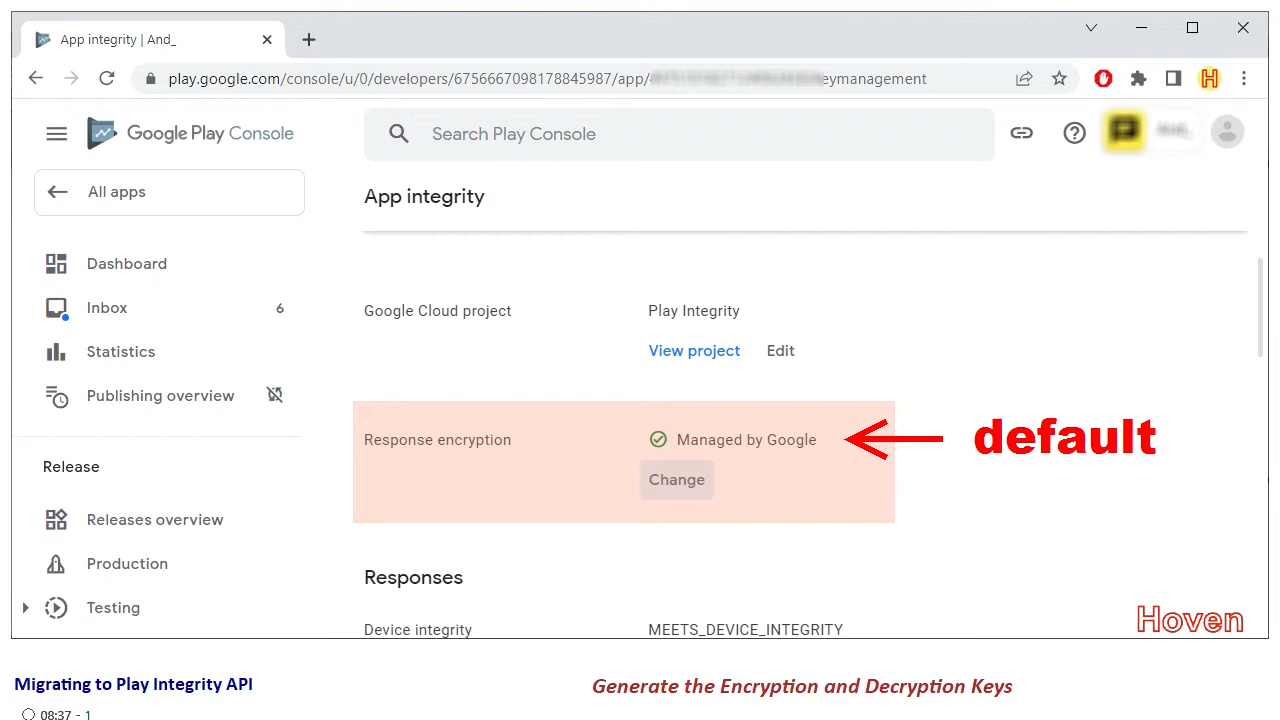 App integrity | And_
play.google.com/console/u/0/developers/6756667098178845987/app/ eymanagement
H
Google Play Console
Search Play Console
All apps
App integrity
Dashboard
Inbox 6
Statistics
Publishing overview
Google Cloud project Play Integrity
View project Edit
Response encryption Managed by Google
default
Change
Release
Releases overview
Production
Testing
Responses
Device integrity MEETS_DEVICE_INTEGRITY
Hoven
Migrating to Play Integrity API
Generate the Encryption and Decryption Keys
08:37 - 1